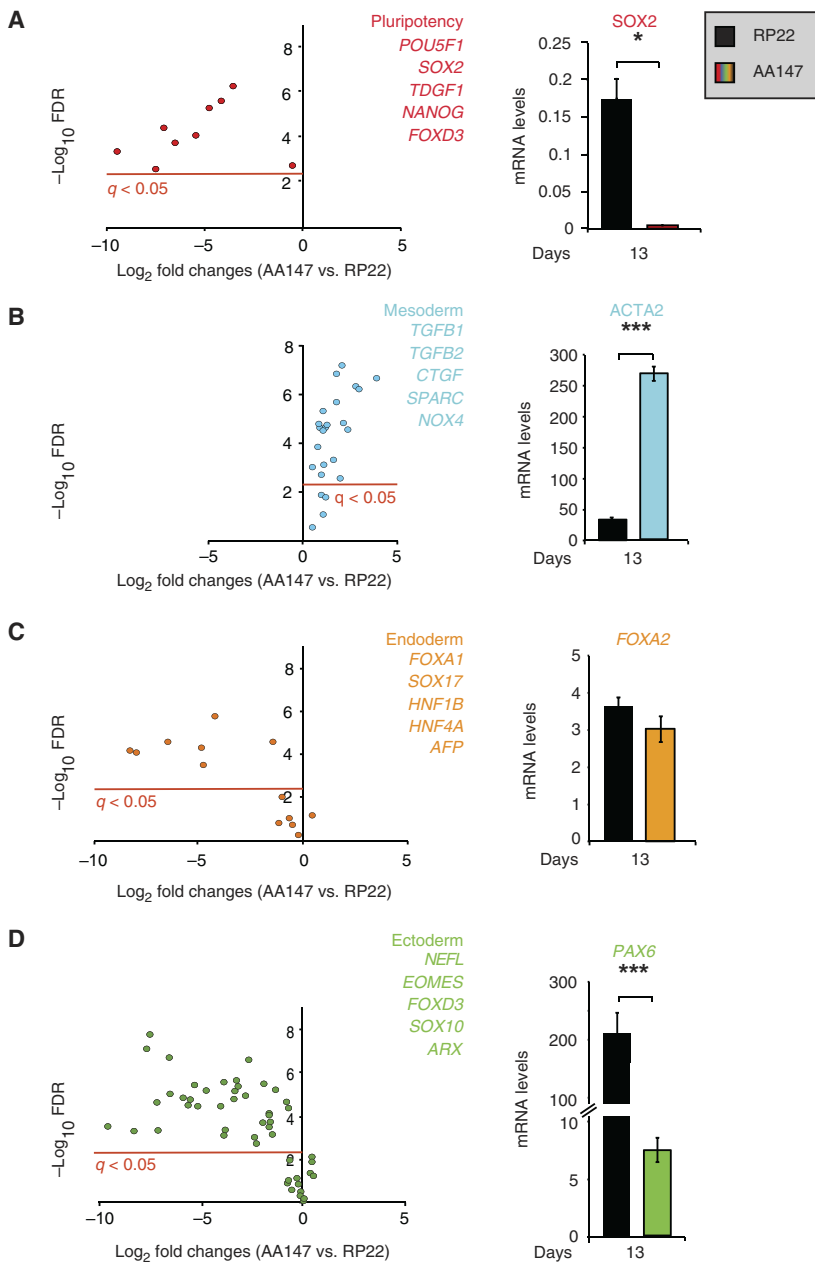 A
Pluripotency
POU5F1
SOX2
TDGF1
NANOG
FOXD3
–Log10 FDR
8
6
4
2
q < 0.05
–10
–5
0
5
Log2 fold changes (AA147 vs. RP22)
SOX2
*
mRNA levels
0.25
0.2
0.15
0.1
0.05
0
Days
13
RP22
AA147
B
Mesoderm
TGFB1
TGFB2
CTGF
SPARC
NOX4
–Log10 FDR
8
6
4
2
q < 0.05
–5
0
5
Log2 fold changes (AA147 vs. RP22)
ACTA2
***
mRNA levels
300
250
200
150
100
50
0
Days
13
C
Endoderm
FOXA1
SOX17
HNF1B
HNF4A
AFP
–Log10 FDR
8
6
4
2
q < 0.05
–10
–5
0
5
Log2 fold changes (AA147 vs. RP22)
FOXA2
mRNA levels
5
4
3
2
1
0
Days
13
D
Ectoderm
NEFL
EOMES
FOXD3
SOX10
ARX
–Log10 FDR
8
6
4
2
q < 0.05
–10
–5
0
5
Log2 fold changes (AA147 vs. RP22)
PAX6
***
mRNA levels
300
200
100
10
5
0
Days
13